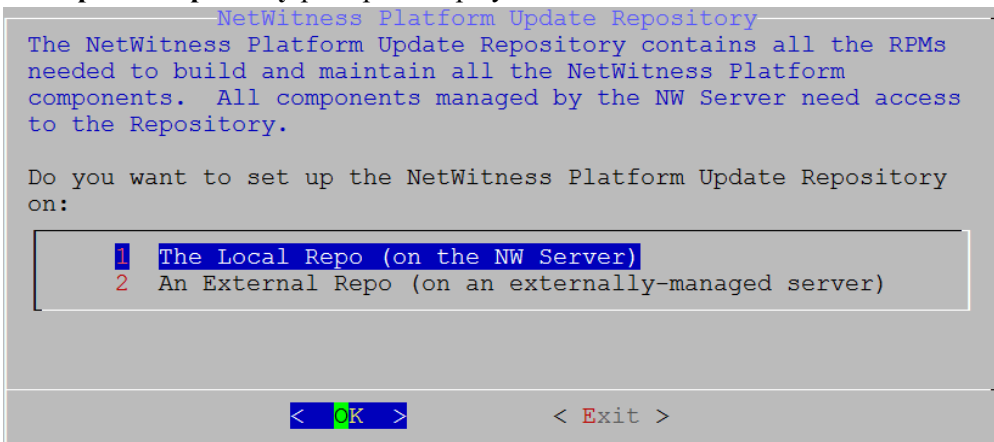 NetWitness Platform Update Repository
The NetWitness Platform Update Repository contains all the RPMs
needed to build and maintain all the NetWitness Platform
components.  All components managed by the NW Server need access
to the Repository.
Do you want to set up the NetWitness Platform Update Repository
on:
1 The Local Repo (on the NW Server)
2 An External Repo (on an externally-managed server)
< OK > < Exit >